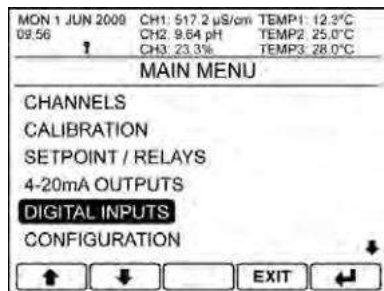 MON 1 JUN 2009 CH1: 517.2 µS/cm TEMP1: 12.3°C
09:56 CH2: 9.64 pH TEMP2: 25.0°C
? CH3: 23.3% TEMP3: 28.0°C
MAIN MENU
CHANNELS
CALIBRATION
SETPOINT / RELAYS
4-20mA OUTPUTS
DIGITAL INPUTS
CONFIGURATION
EXIT